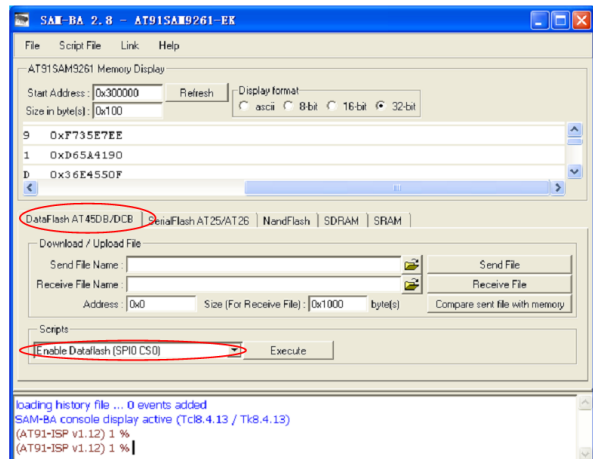 SAM-BA 2.8 - AT91SAM9261-EK
File Script File Link Help
AT91SAM9261 Memory Display
Start Address : 0x300000 Refresh Display format
Size in byte(s) : 0x100 ascii 8-bit 16-bit 32-bit
9 0xF735E7EE
1 0xD65A4190
D 0x36E4550F
DataFlash AT45DB/DCB SerialFlash AT25/AT26 NandFlash SDRAM SRAM
Download / Upload File
Send File Name : Send File
Receive File Name : Receive File
Address : 0x0 Size (For Receive File) : 0x1000 byte(s) Compare sent file with memory
Scripts
Enable Dataflash (SPI0 CS0) Execute
loading history file ... 0 events added
SAM-BA console display active (Tcl8.4.13 / Tk8.4.13)
(AT91-ISP v1.12) 1 %
(AT91-ISP v1.12) 1 %